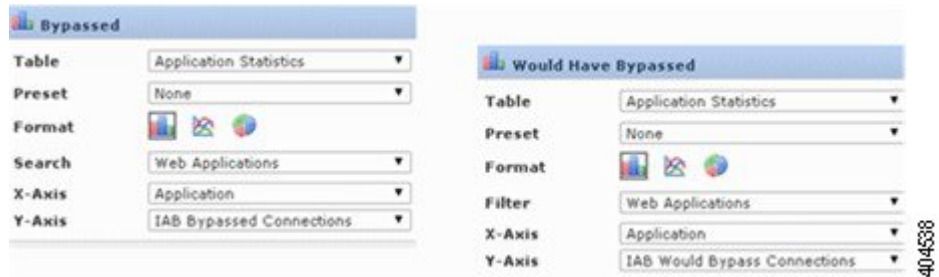 Bypassed
Table Application Statistics
Preset None
Format
Search Web Applications
X-Axis Application
Y-Axis IAB Bypassed Connections
Would Have Bypassed
Table Application Statistics
Preset None
Format
Filter Web Applications
X-Axis Application
Y-Axis IAB Would Bypass Connections
404538